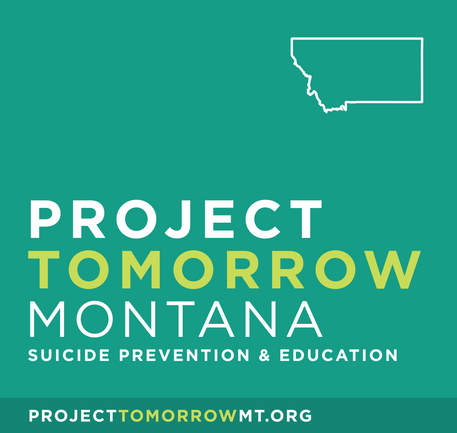 PROJECT
TOMORROW
MONTANA
SUICIDE PREVENTION & EDUCATION
PROJECTTOMORROWMT.ORG